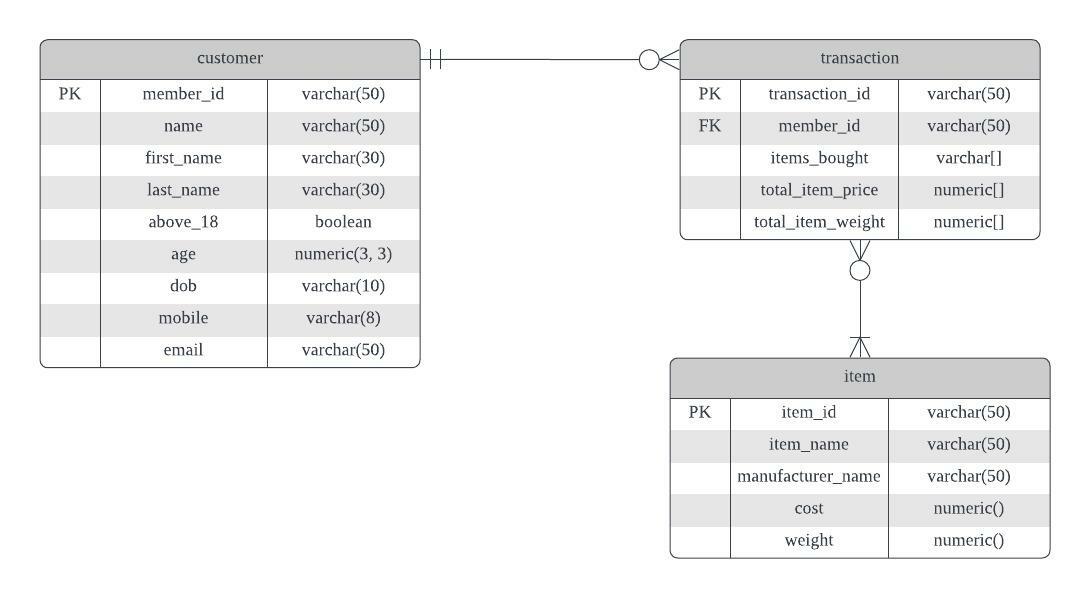 customer
PK member_id varchar(50)
name varchar(50)
first_name varchar(30)
last_name varchar(30)
above_18 boolean
age numeric(3, 3)
dob varchar(10)
mobile varchar(8)
email varchar(50)
transaction
PK transaction_id varchar(50)
FK member_id varchar(50)
items_bought varchar[]
total_item_price numeric[]
total_item_weight numeric[]
item
PK item_id varchar(50)
item_name varchar(50)
manufacturer_name varchar(50)
cost numeric()
weight numeric()